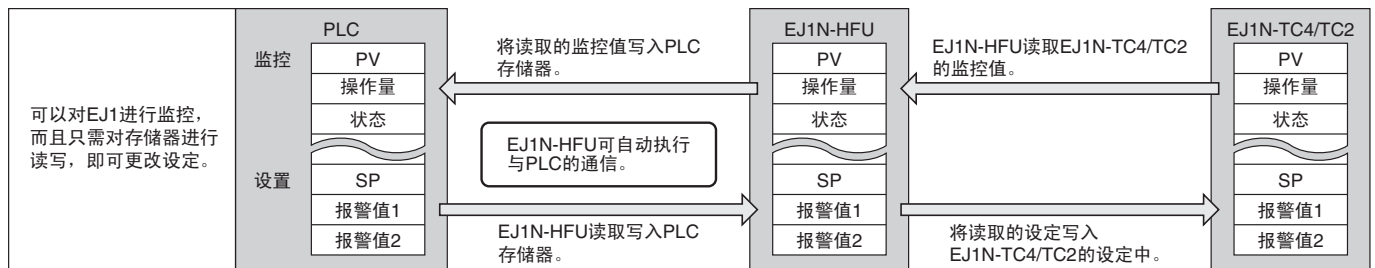 可以对EJ1进行监控，
而且只需对存储器进行
读写，即可更改设定。
PLC
监控
PV
操作量
状态
设置
SP
报警值1
报警值2
将读取的监控值写入PLC
存储器。
EJ1N-HFU可自动执行
与PLC的通信。
EJ1N-HFU读取写入PLC
存储器。
EJ1N-HFU
PV
操作量
状态
SP
报警值1
报警值2
EJ1N-HFU读取EJ1N-TC4/TC2
的监控值。
将读取的设定写入
EJ1N-TC4/TC2的设定中。
EJ1N-TC4/TC2
PV
操作量
状态
SP
报警值1
报警值2